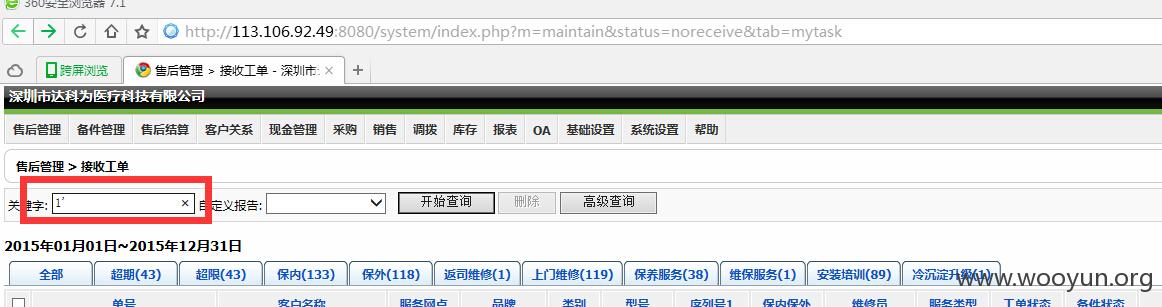 360安全浏览器 7.1
http://113.106.92.49:8080/system/index.php?m=maintain&status=noreceive&tab=mytask
跨屏浏览 售后管理 > 接收工单 - 深圳市 × +
深圳市达科为医疗科技有限公司
售后管理 备件管理 售后结算 客户关系 现金管理 采购 销售 调拨 库存 报表 OA 基础设置 系统设置 帮助
售后管理 > 接收工单
关键字: 1' × 自定义报告: 开始查询 删除 高级查询
2015年01月01日~2015年12月31日
全部 超期(43) 超限(43) 保内(133) 保外(118) 返司维修(1) 上门维修(119) 保养服务(38) 维保服务(1) 安装培训(89) 冷沉淀升级(1)
www.wooyun.org
单号 客户名称 服务网点 品牌 类别 型号 序列号1 保内保外 维修员 服务类型 工单状态 备件状态